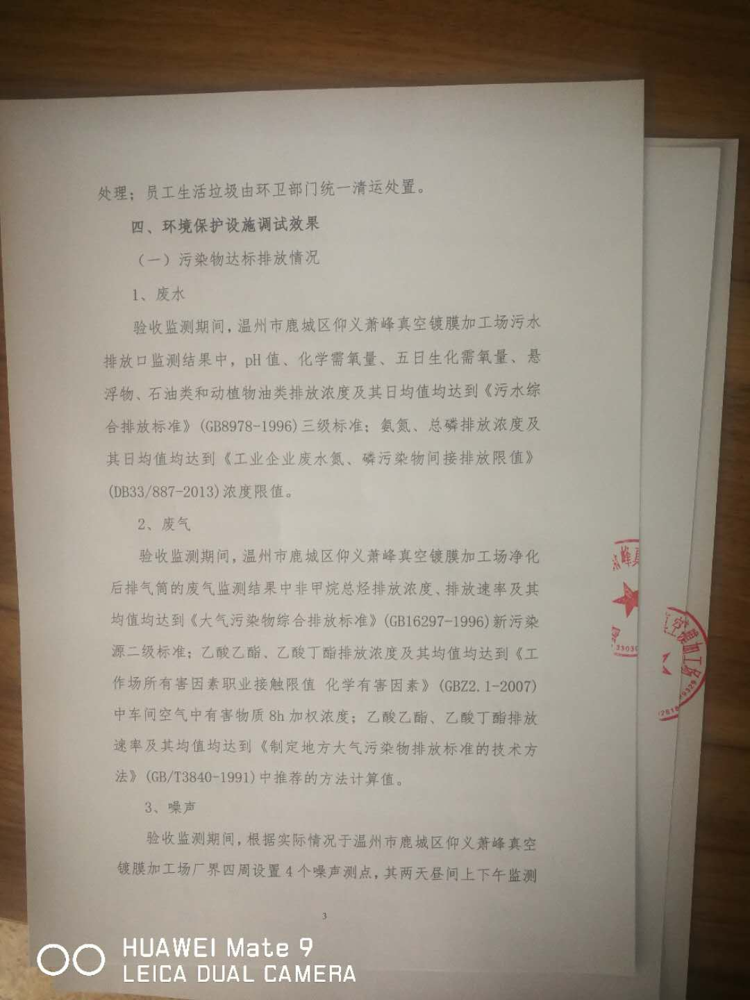 处理；员工生活垃圾由环卫部门统一清运处置。
四、环境保护设施调试效果
（一）污染物达标排放情况
1、废水
验收监测期间，温州市鹿城区仰义萧峰真空镀膜加工场污水
排放口监测结果中，pH值、化学需氧量、五日生化需氧量、悬
浮物、石油类和动植物油类排放浓度及其日均值均达到《污水综
合排放标准》(GB8978-1996)三级标准；氨氮、总磷排放浓度及
其日均值均达到《工业企业废水氮、磷污染物间接排放限值》
(DB33/887-2013)浓度限值。
2、废气
验收监测期间，温州市鹿城区仰义萧峰真空镀膜加工场净化
后排气筒的废气监测结果中非甲烷总烃排放浓度、排放速率及其
均值均达到《大气污染物综合排放标准》(GB16297-1996)新污染
源二级标准；乙酸乙酯、乙酸丁酯排放浓度及其均值均达到《工
作场所有害因素职业接触限值 化学有害因素》(GBZ2.1-2007)
中车间空气中有害物质8h加权浓度；乙酸乙酯、乙酸丁酯排放
速率及其均值均达到《制定地方大气污染物排放标准的技术方
法》(GB/T3840-1991)中推荐的方法计算值。
3、噪声
验收监测期间，根据实际情况于温州市鹿城区仰义萧峰真空
镀膜加工场厂界四周设置4个噪声测点，其两天昼间上下午监测
3
峰真
33030
真空镀膜加工场
HUAWEI Mate 9
LEICA DUAL CAMERA